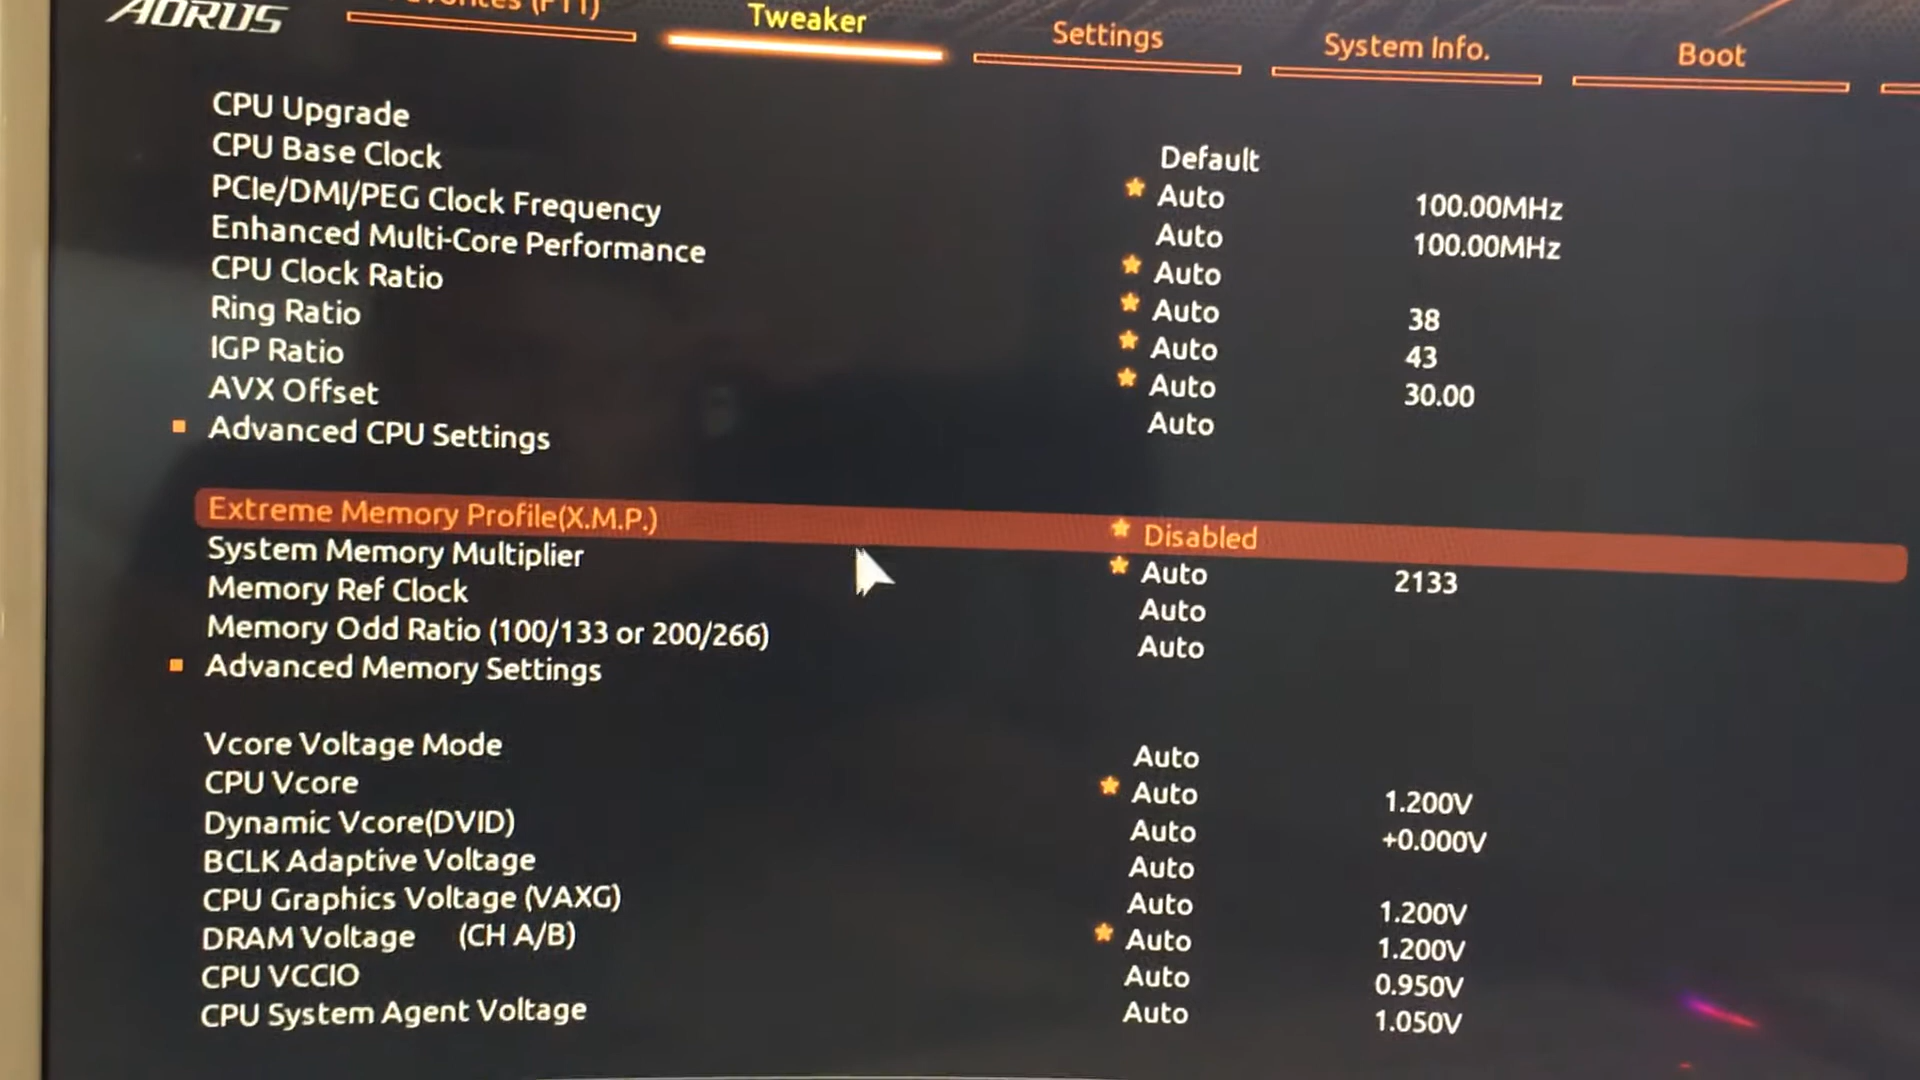 AORUS
Favorites (F11)
Tweaker
Settings
System Info.
Boot
CPU Upgrade Default
CPU Base Clock Auto 100.00MHz
PCIe/DMI/PEG Clock Frequency Auto 100.00MHz
Enhanced Multi-Core Performance Auto
CPU Clock Ratio Auto 38
Ring Ratio Auto 43
IGP Ratio Auto 30.00
AVX Offset Auto
Advanced CPU Settings
Extreme Memory Profile(X.M.P.) Disabled
System Memory Multiplier Auto 2133
Memory Ref Clock Auto
Memory Odd Ratio (100/133 or 200/266) Auto
Advanced Memory Settings
Vcore Voltage Mode Auto
CPU Vcore Auto 1.200V
Dynamic Vcore(DVID) Auto +0.000V
BCLK Adaptive Voltage Auto
CPU Graphics Voltage (VAXG) Auto 1.200V
DRAM Voltage (CH A/B) Auto 1.200V
CPU VCCIO Auto 0.950V
CPU System Agent Voltage Auto 1.050V